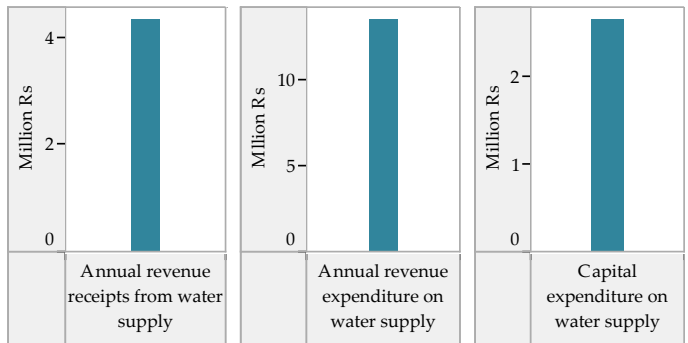 Million Rs
4
2
0
Annual revenue
receipts from water
supply
Mllion Rs
10
5
0
Annual revenue
expenditure on
water supply
Million Rs
2
1
0
Capital
expenditure on
water supply